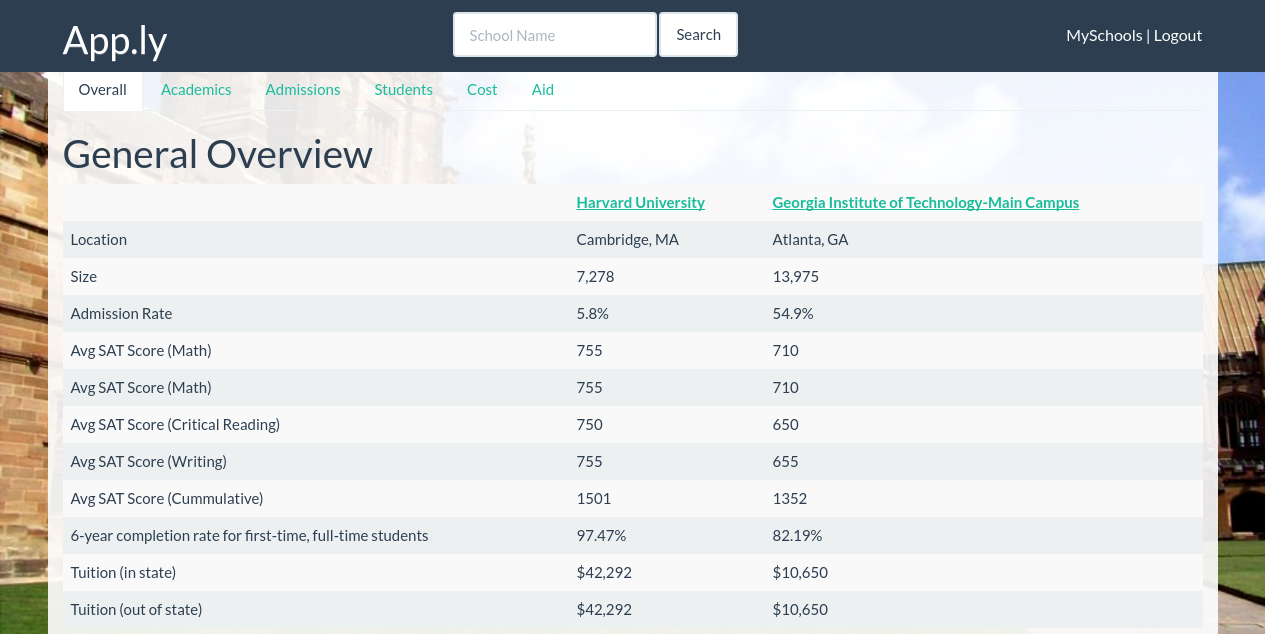 App.ly School Name Search MySchools | Logout
Overall Academics Admissions Students Cost Aid
General Overview
Harvard University Georgia Institute of Technology-Main Campus
Location Cambridge, MA Atlanta, GA
Size 7,278 13,975
Admission Rate 5.8% 54.9%
Avg SAT Score (Math) 755 710
Avg SAT Score (Math) 755 710
Avg SAT Score (Critical Reading) 750 650
Avg SAT Score (Writing) 755 655
Avg SAT Score (Cummulative) 1501 1352
6-year completion rate for first-time, full-time students 97.47% 82.19%
Tuition (in state) $42,292 $10,650
Tuition (out of state) $42,292 $10,650